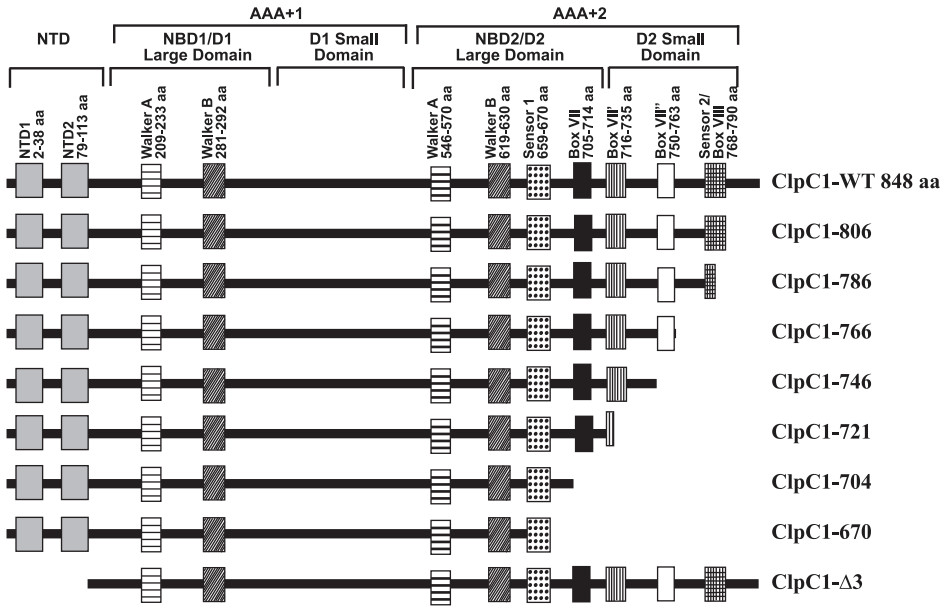 AAA+1
AAA+2
NTD
NBD1/D1
Large Domain
D1 Small
Domain
NBD2/D2
Large Domain
D2 Small
Domain
NTD1
2-38 aa
NTD2
79-113 aa
Walker A
209-233 aa
Walker B
281-292 aa
Walker A
546-570 aa
Walker B
619-630 aa
Sensor 1
659-670 aa
Box VII
705-714 aa
Box VII'
716-735 aa
Box VII''
750-763 aa
Sensor 2/
Box VIII
768-790 aa
ClpC1-WT 848 aa
ClpC1-806
ClpC1-786
ClpC1-766
ClpC1-746
ClpC1-721
ClpC1-704
ClpC1-670
ClpC1-Δ3